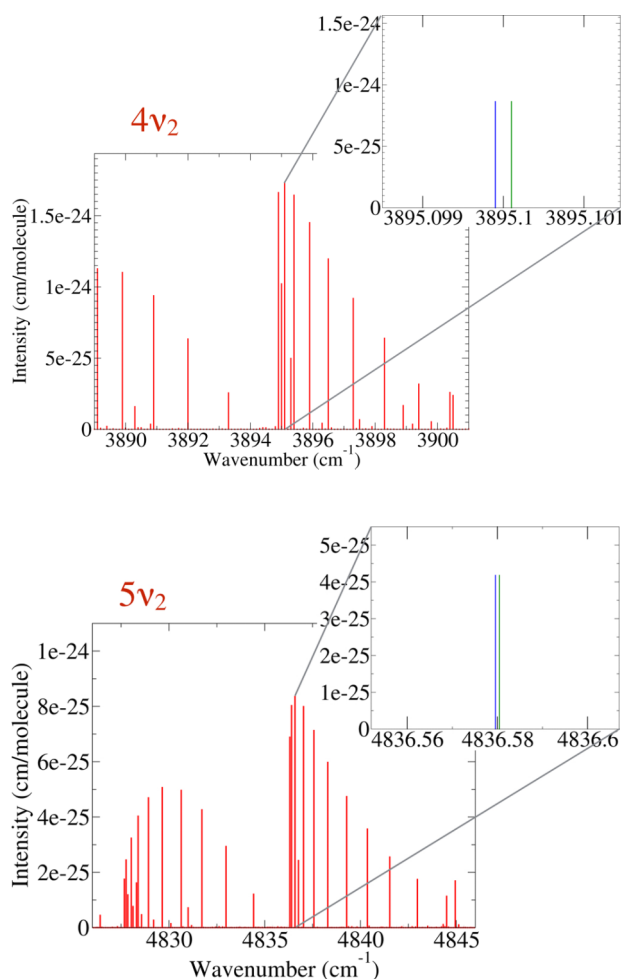 1.5e-24
1e-24
5e-25
0
3895.099 3895.1 3895.101
4ν2
Intensity (cm/molecule)
1.5e-24
1e-24
5e-25
0
3890 3892 3894 3896 3898 3900
Wavenumber (cm-1)
5e-25
4e-25
3e-25
2e-25
1e-25
0
4836.56 4836.58 4836.6
5ν2
Intensity (cm/molecule)
1e-24
8e-25
6e-25
4e-25
2e-25
0
4830 4835 4840 4845
Wavenumber (cm-1)